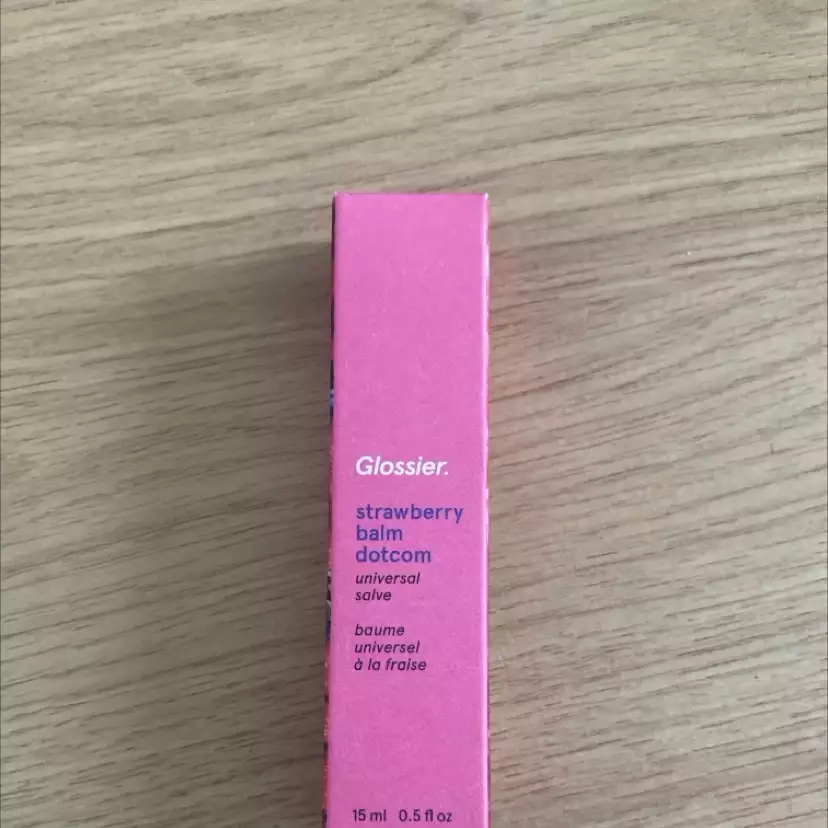 Glossier.
strawberry
balm
dotcom
universal
salve
baume
universel
à la fraise
15 ml 0.5 fl oz